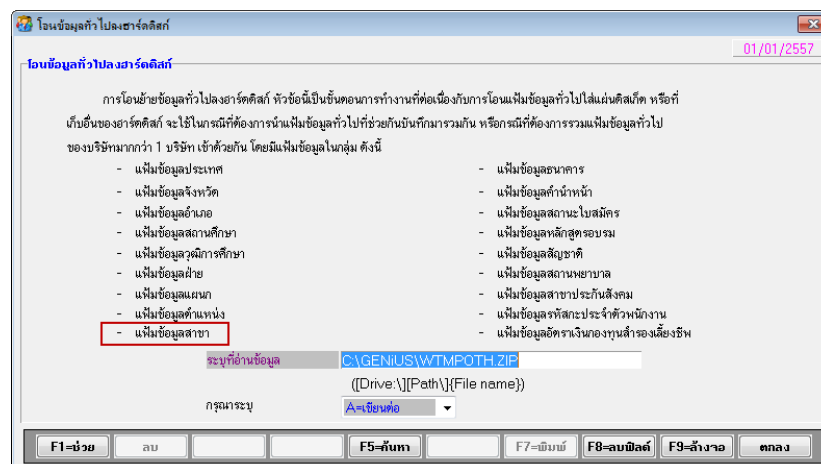 โอนข้อมูลทั่วไปลงฮาร์ดดิสก์
01/01/2557
โอนข้อมูลทั่วไปลงฮาร์ดดิสก์
การโอนย้ายข้อมูลทั่วไปลงฮาร์ดดิสก์ หัวข้อนี้เป็นขั้นตอนการทำงานที่ต่อเนื่องกับการโอนแฟ้มข้อมูลทั่วไปใส่แผ่นดิสเก็ต หรือที่
เก็บอื่นของฮาร์ดดิสก์ จะใช้ในกรณีที่ต้องการนำแฟ้มข้อมูลทั่วไปที่ช่วยกันบันทึกมารวมกัน หรือกรณีที่ต้องการรวมแฟ้มข้อมูลทั่วไป
ของบริษัทมากกว่า 1 บริษัท เข้าด้วยกัน โดยมีแฟ้มข้อมูลในกลุ่ม ดังนี้
- แฟ้มข้อมูลประเทศ - แฟ้มข้อมูลธนาคาร
- แฟ้มข้อมูลจังหวัด - แฟ้มข้อมูลคำนำหน้า
- แฟ้มข้อมูลอำเภอ - แฟ้มข้อมูลสถานะใบสมัคร
- แฟ้มข้อมูลสถานศึกษา - แฟ้มข้อมูลหลักสูตรอบรม
- แฟ้มข้อมูลวุฒิการศึกษา - แฟ้มข้อมูลสัญชาติ
- แฟ้มข้อมูลฝ่าย - แฟ้มข้อมูลสถานพยาบาล
- แฟ้มข้อมูลแผนก - แฟ้มข้อมูลสาขาประกันสังคม
- แฟ้มข้อมูลตำแหน่ง - แฟ้มข้อมูลรหัสกะประจำตัวพนักงาน
- แฟ้มข้อมูลสาขา - แฟ้มข้อมูลอัตราเงินกองทุนสำรองเลี้ยงชีพ
ระบุที่อ่านข้อมูล C:\GENiUS\WTMPOTH.ZIP
([Drive:\][Path\]{File name})
กรุณาระบุ A=เขียนต่อ
F1=ช่วย ลบ F5=ค้นหา F7=พิมพ์ F8=ลบฟิลด์ F9=ล้างจอ ตกลง